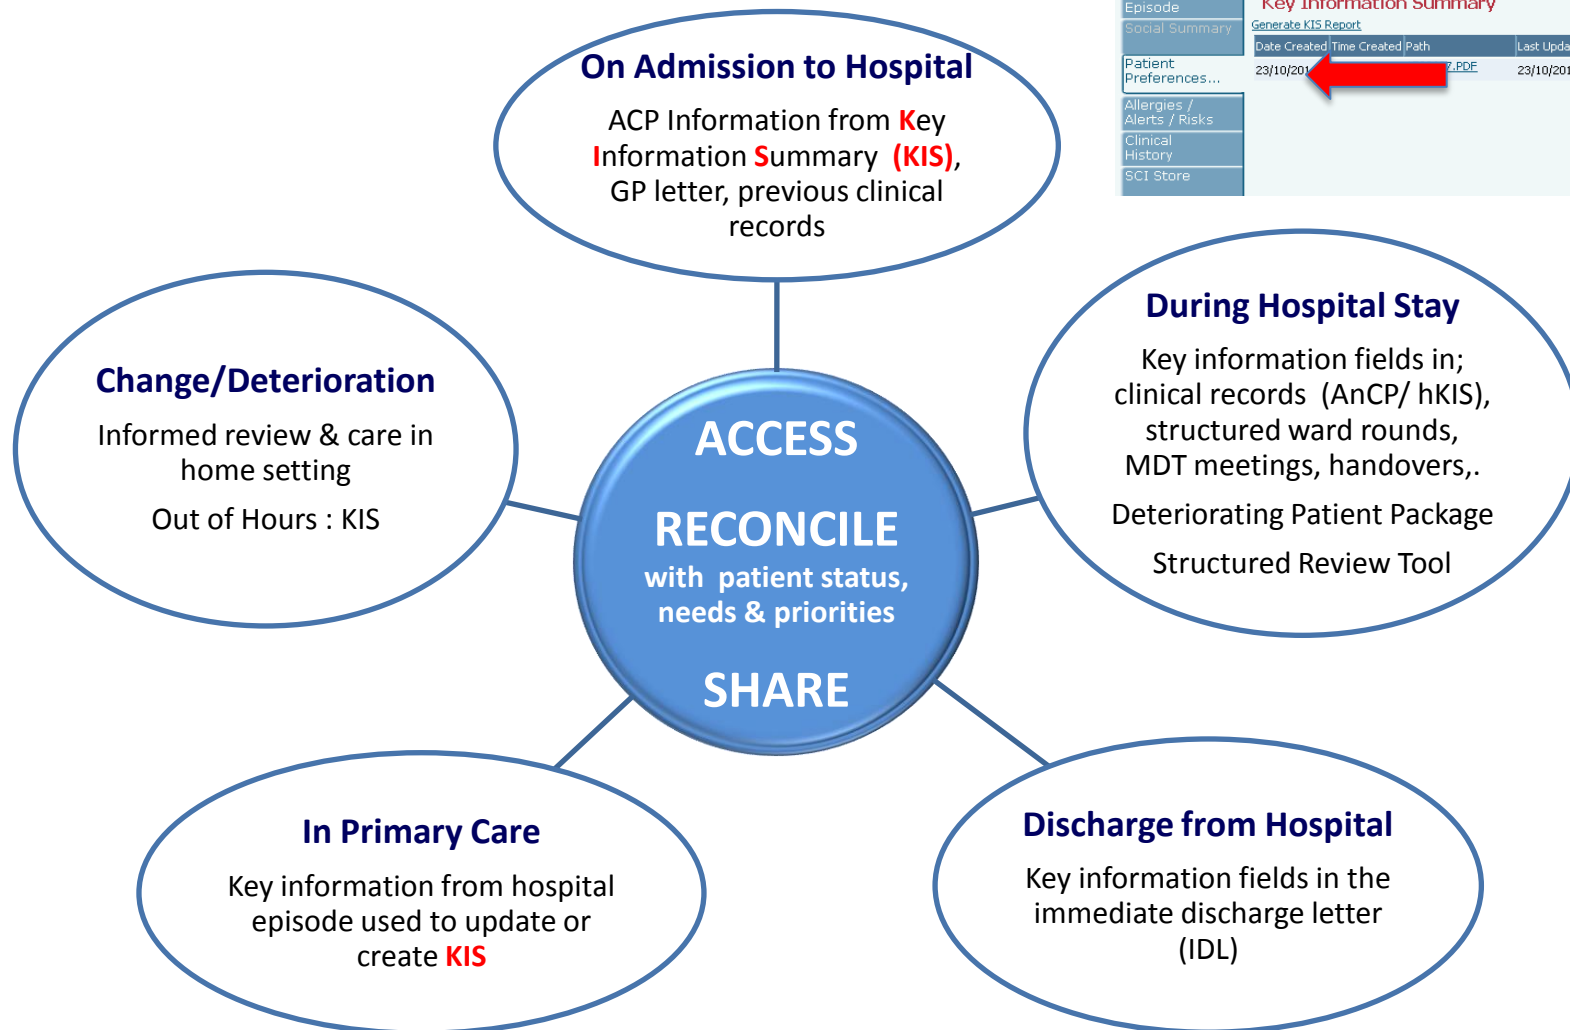 Episode
Social Summary
Patient
Preferences...
Allergies /
Alerts / Risks
Clinical
History
SCI Store
Key Information Summary
Generate KIS Report
Date Created Time Created Path Last Upda
23/10/201 7.PDF 23/10/201
On Admission to Hospital
ACP Information from Key
Information Summary (KIS),
GP letter, previous clinical
records
During Hospital Stay
Key information fields in;
clinical records (AnCP/ hKIS),
structured ward rounds,
MDT meetings, handovers,.
Deteriorating Patient Package
Structured Review Tool
Change/Deterioration
Informed review & care in
home setting
Out of Hours : KIS
ACCESS
RECONCILE
with patient status,
needs & priorities
SHARE
In Primary Care
Key information from hospital
episode used to update or
create KIS
Discharge from Hospital
Key information fields in the
immediate discharge letter
(IDL)